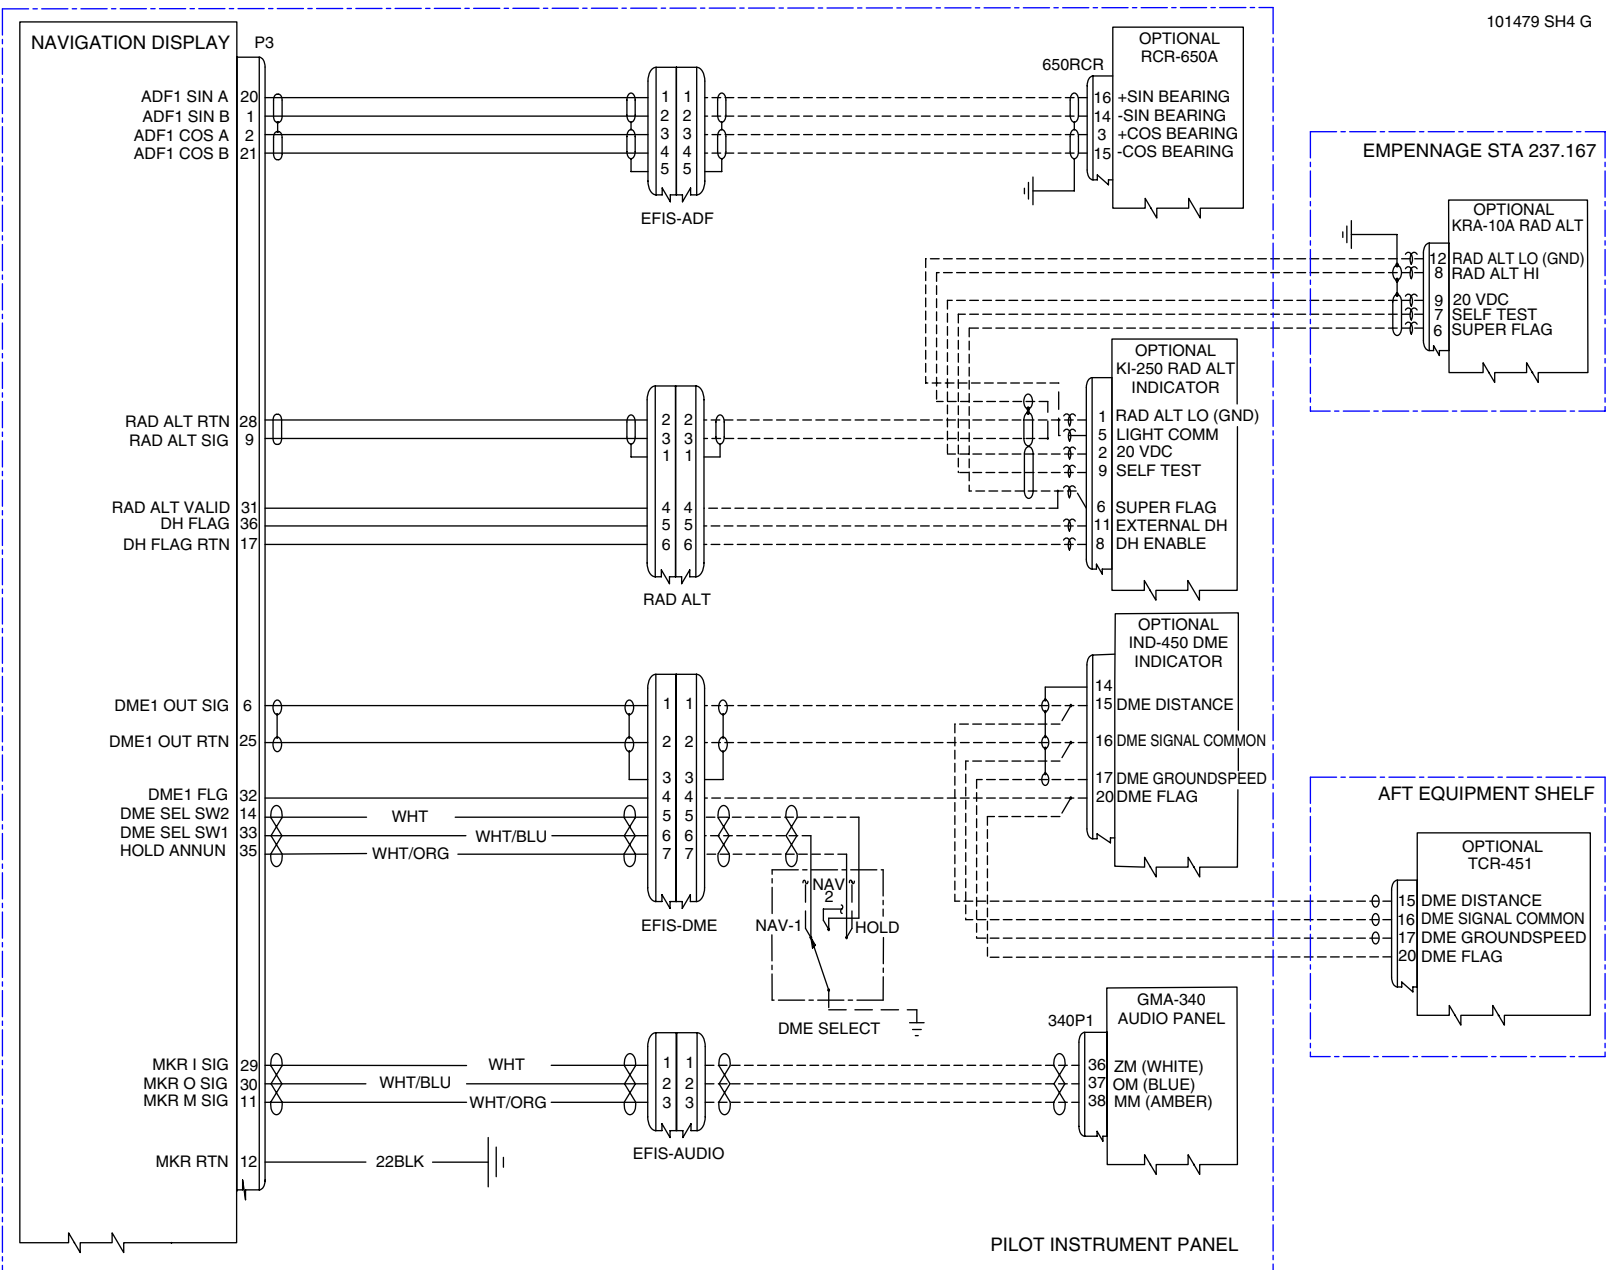 101479 SH4 G
NAVIGATION DISPLAY P3
ADF1 SIN A 20
ADF1 SIN B 1
ADF1 COS A 2
ADF1 COS B 21
1 1
2 2
3 3
4 4
5 5
EFIS-ADF
650RCR
OPTIONAL
RCR-650A
16 +SIN BEARING
14 -SIN BEARING
3 +COS BEARING
15 -COS BEARING
EMPENNAGE STA 237.167
OPTIONAL
KRA-10A RAD ALT
12 RAD ALT LO (GND)
8 RAD ALT HI
9 20 VDC
7 SELF TEST
6 SUPER FLAG
RAD ALT RTN 28
RAD ALT SIG 9
RAD ALT VALID 31
DH FLAG 36
DH FLAG RTN 17
2 2
3 3
1 1
4 4
5 5
6 6
RAD ALT
OPTIONAL
KI-250 RAD ALT
INDICATOR
1 RAD ALT LO (GND)
5 LIGHT COMM
2 20 VDC
9 SELF TEST
6 SUPER FLAG
11 EXTERNAL DH
8 DH ENABLE
DME1 OUT SIG 6
DME1 OUT RTN 25
DME1 FLG 32
DME SEL SW2 14 WHT
DME SEL SW1 33 WHT/BLU
HOLD ANNUN 35 WHT/ORG
1 1
2 2
3 3
4 4
5 5
6 6
7 7
EFIS-DME
NAV
2
NAV-1
HOLD
DME SELECT
OPTIONAL
IND-450 DME
INDICATOR
14
15 DME DISTANCE
16 DME SIGNAL COMMON
17 DME GROUNDSPEED
20 DME FLAG
AFT EQUIPMENT SHELF
OPTIONAL
TCR-451
15 DME DISTANCE
16 DME SIGNAL COMMON
17 DME GROUNDSPEED
20 DME FLAG
MKR I SIG 29 WHT
MKR O SIG 30 WHT/BLU
MKR M SIG 11 WHT/ORG
MKR RTN 12 22BLK
1 1
2 2
3 3
EFIS-AUDIO
340P1
GMA-340
AUDIO PANEL
36 ZM (WHITE)
37 OM (BLUE)
38 MM (AMBER)
PILOT INSTRUMENT PANEL